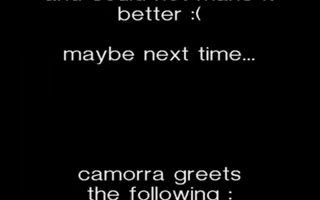 better :(
maybe next time...
camorra greets
the following :